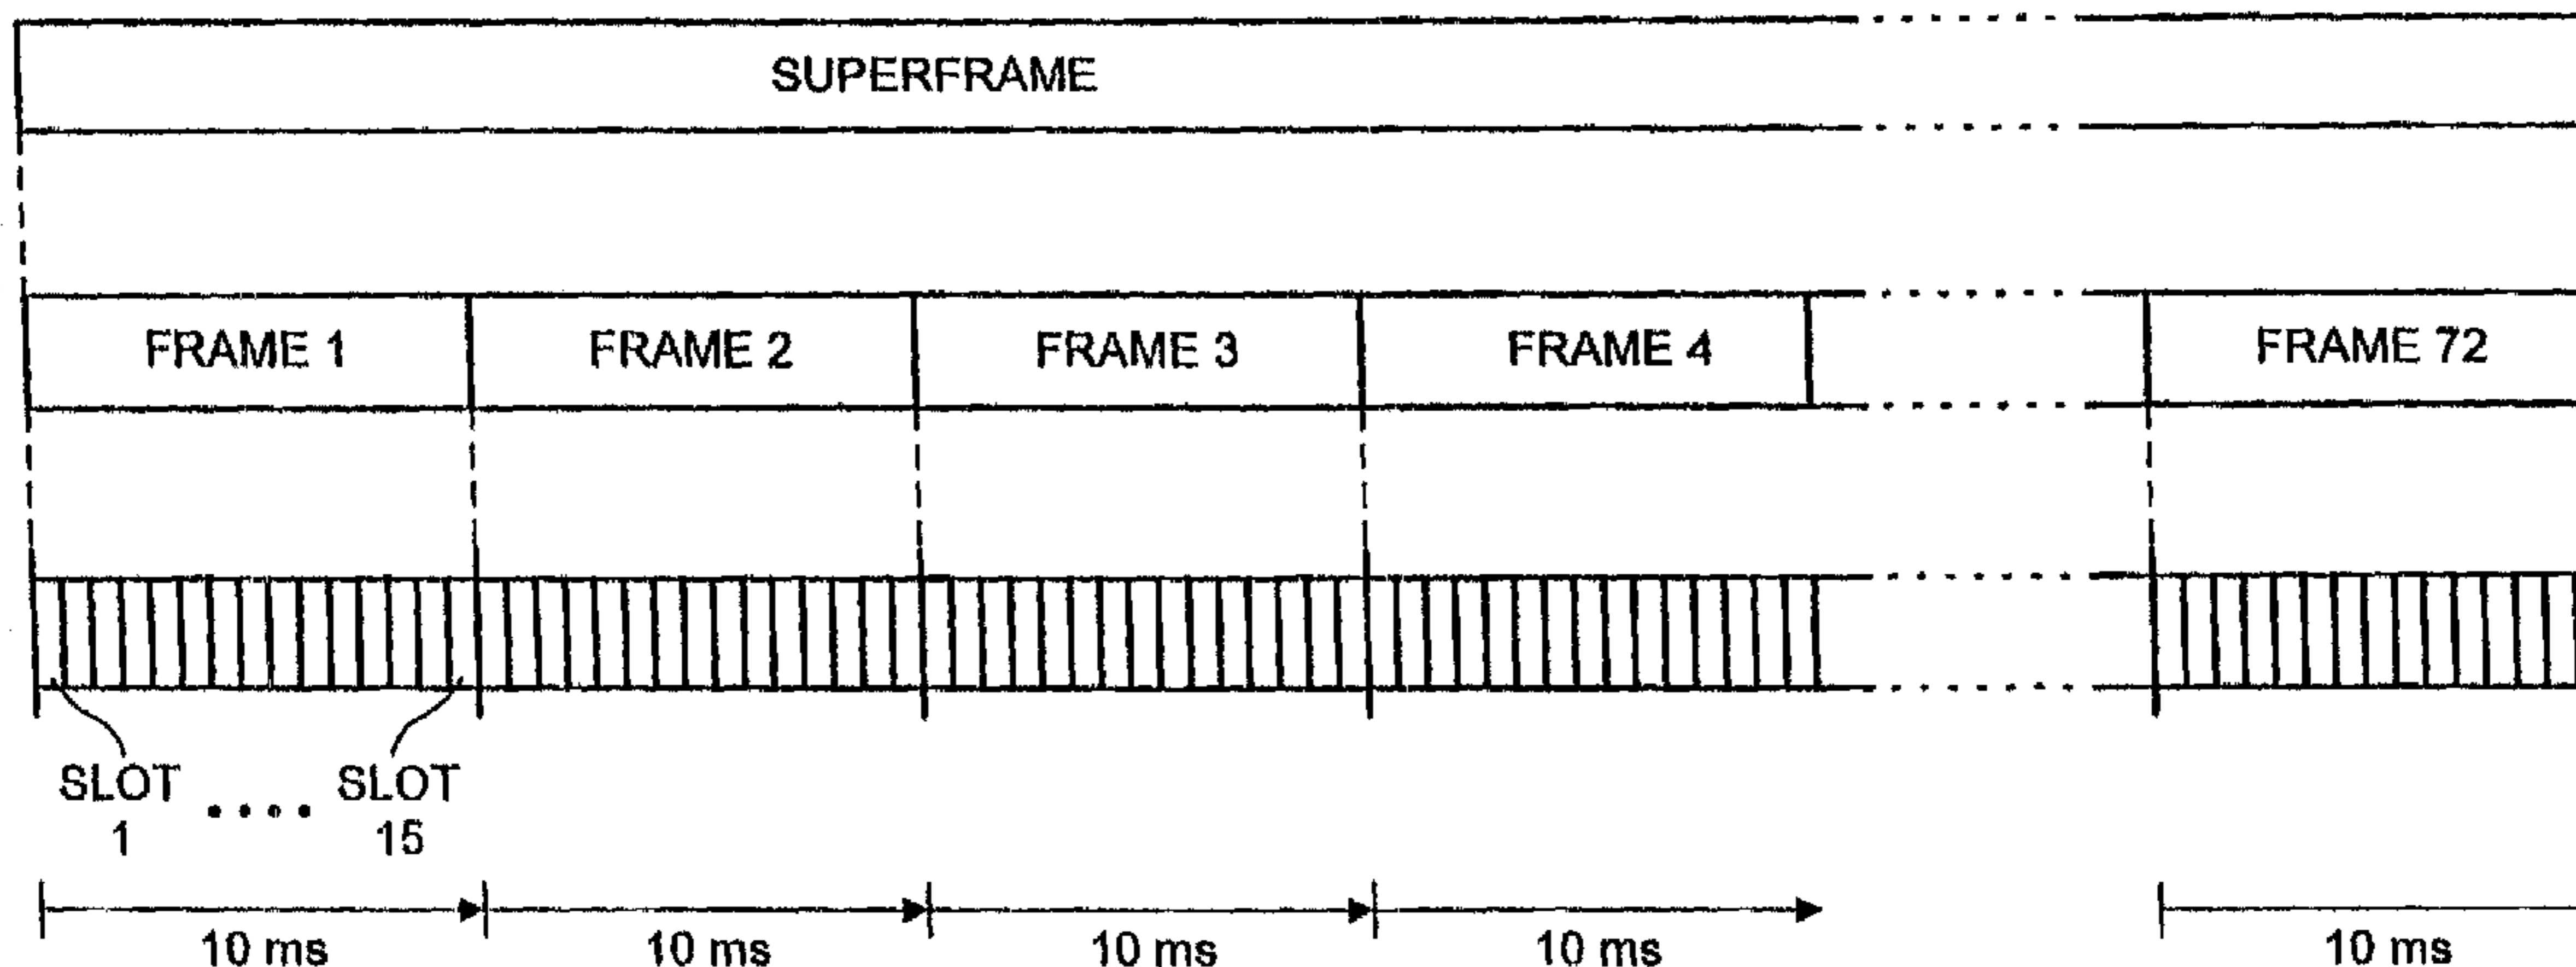 SUPERFRAME
FRAME 1 FRAME 2 FRAME 3 FRAME 4 FRAME 72
SLOT 1 .... SLOT 15
10 ms 10 ms 10 ms 10 ms 10 ms